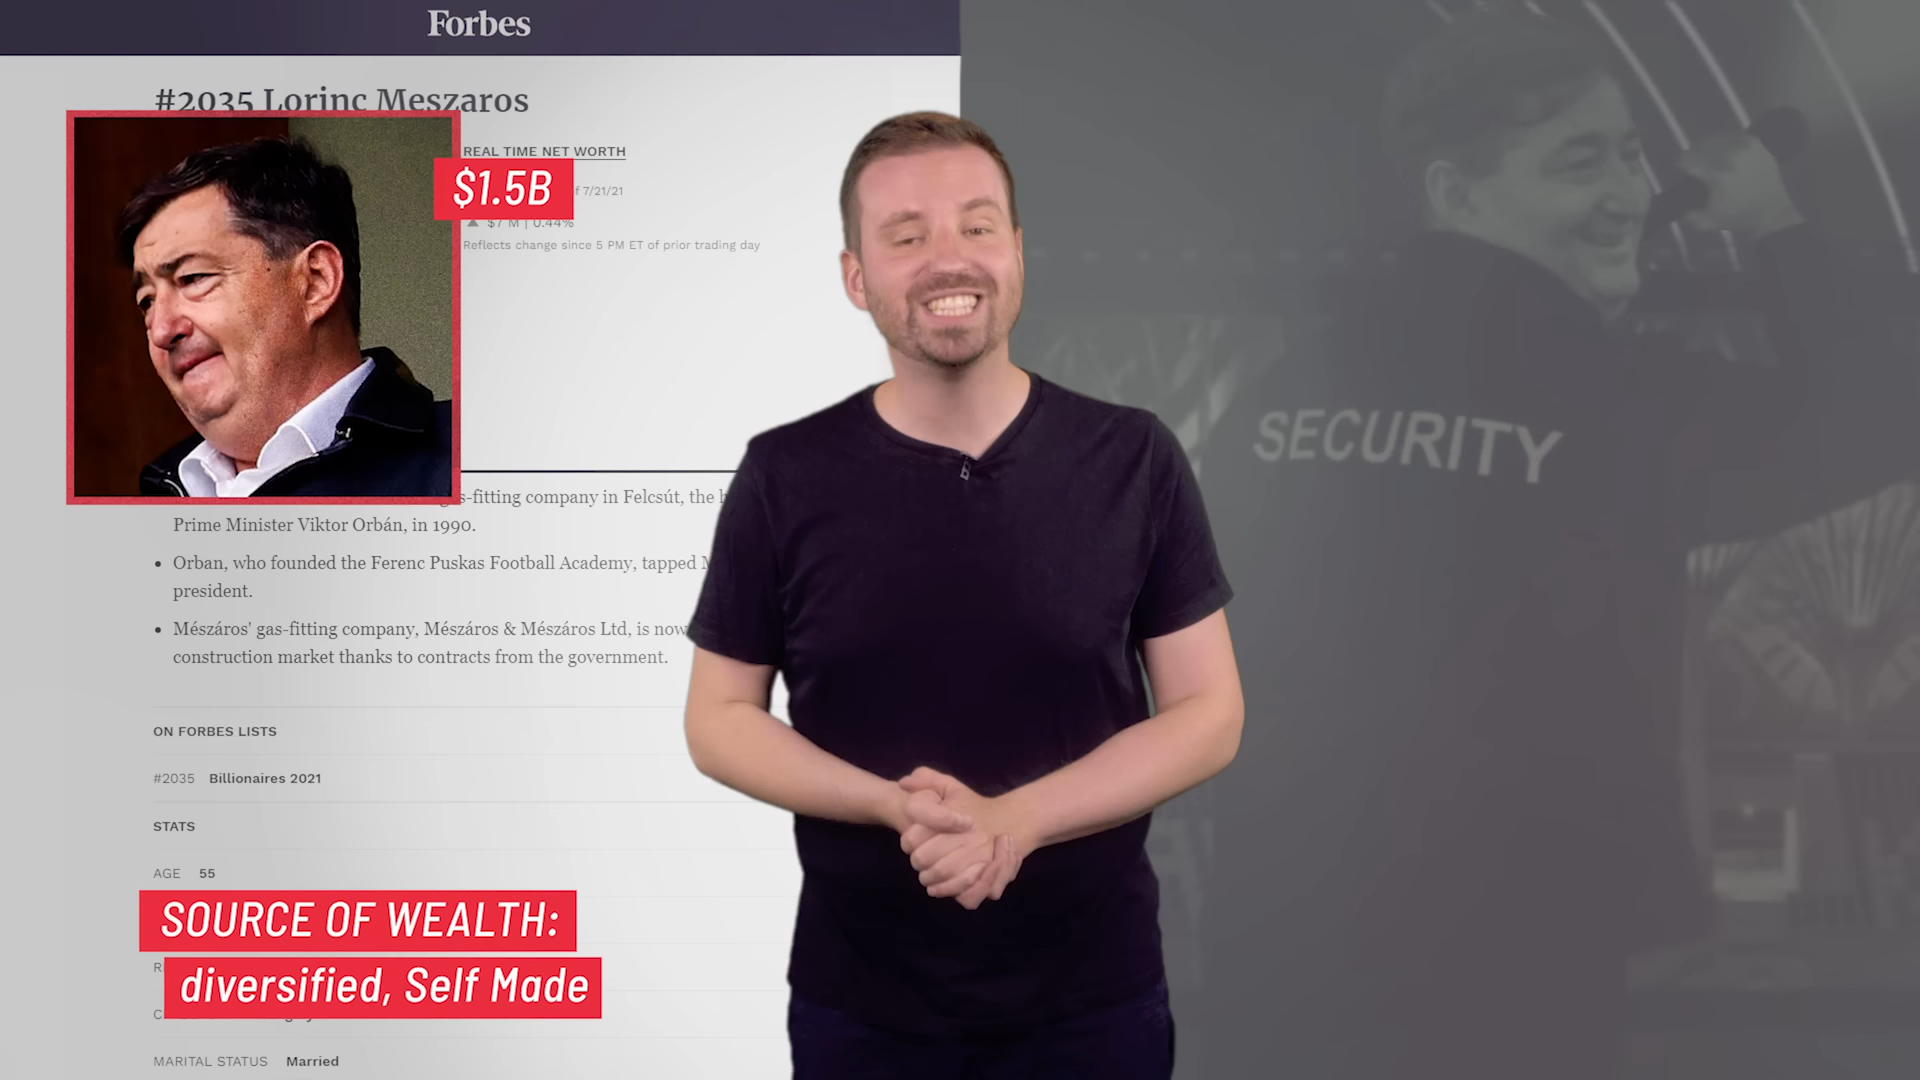 Forbes
#2035 Lorinc Meszaros
REAL TIME NET WORTH
$1.5B
f 7/21/21
$7 M | 0.44%
Reflects change since 5 PM ET of prior trading day
s-fitting company in Felcsút, the
Prime Minister Viktor Orbán, in 1990.
Orban, who founded the Ferenc Puskas Football Academy, tapped
president.
Mészáros' gas-fitting company, Mészáros & Mészáros Ltd, is now
construction market thanks to contracts from the government.
ON FORBES LISTS
#2035 Billionaires 2021
STATS
AGE 55
SOURCE OF WEALTH:
diversified, Self Made
MARITAL STATUS Married
SECURITY